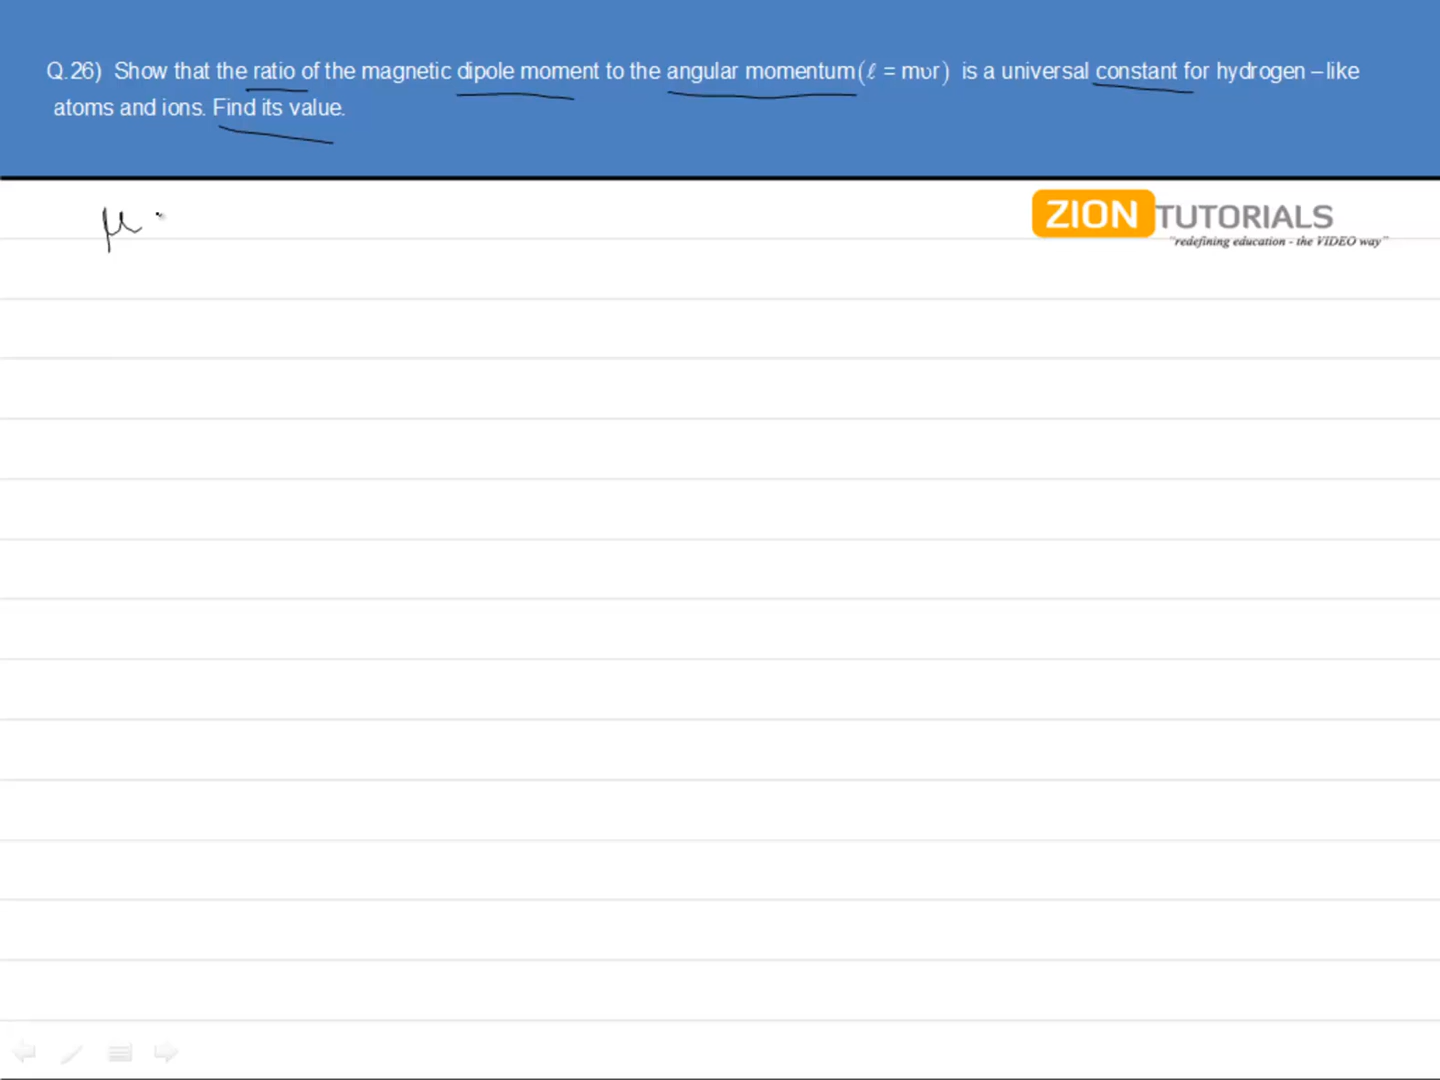 Q.26) Show that the ratio of the magnetic dipole moment to the angular momentum(ℓ = mυr) is a universal constant for hydrogen –like
atoms and ions. Find its value.
μ
ZION TUTORIALS
"redefining education - the VIDEO way"